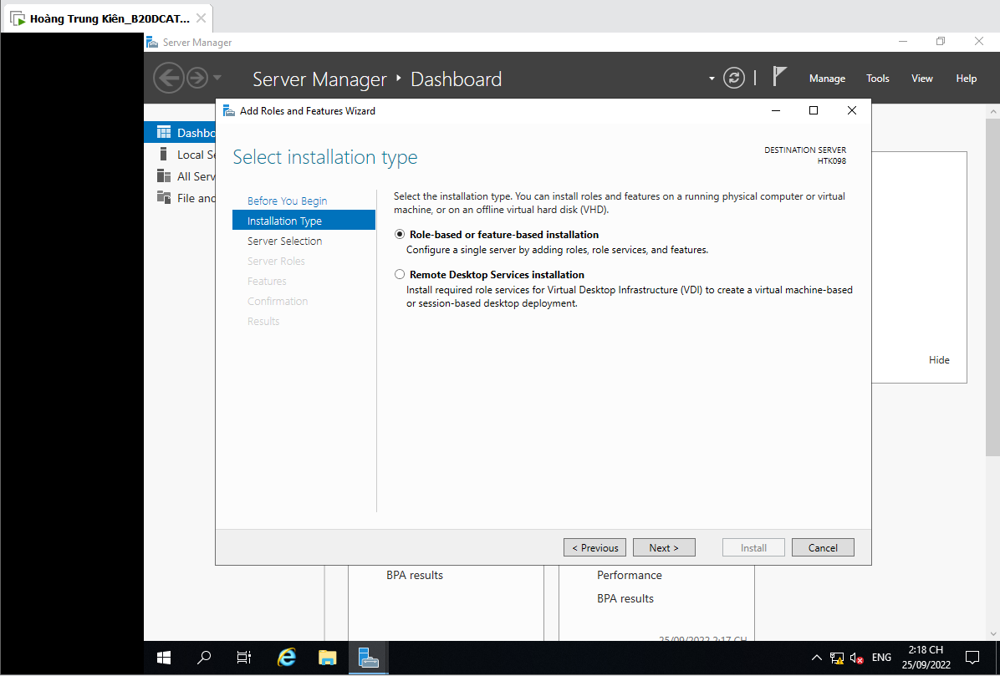 Hoàng Trung Kiên_B20DCAT...
Server Manager
Server Manager ‣ Dashboard
Manage Tools View Help
Add Roles and Features Wizard
Dashbo
Local Se
All Serv
File and
Select installation type
DESTINATION SERVER
HTK098
Before You Begin
Installation Type
Server Selection
Server Roles
Features
Confirmation
Results
Select the installation type. You can install roles and features on a running physical computer or virtual
machine, or on an offline virtual hard disk (VHD).
Role-based or feature-based installation
Configure a single server by adding roles, role services, and features.
Remote Desktop Services installation
Install required role services for Virtual Desktop Infrastructure (VDI) to create a virtual machine-based
or session-based desktop deployment.
Hide
< Previous Next > Install Cancel
BPA results
Performance
BPA results
25/09/2022 2:17 CH
ENG
2:18 CH
25/09/2022